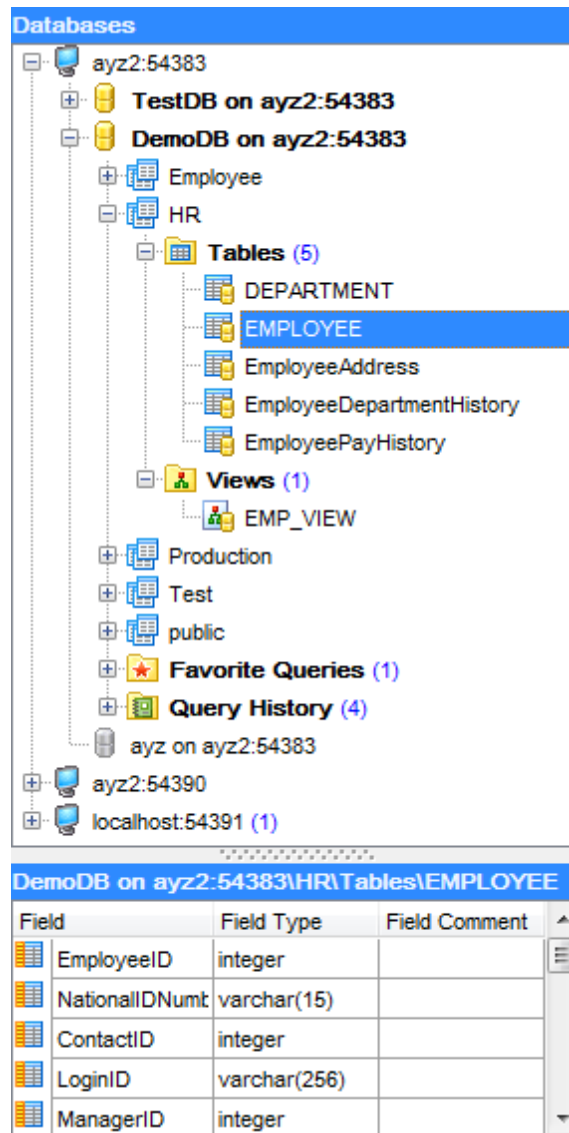 Databases
ayz2:54383
TestDB on ayz2:54383
DemoDB on ayz2:54383
Employee
HR
Tables (5)
DEPARTMENT
EMPLOYEE
EmployeeAddress
EmployeeDepartmentHistory
EmployeePayHistory
Views (1)
EMP_VIEW
Production
Test
public
Favorite Queries (1)
Query History (4)
ayz on ayz2:54383
ayz2:54390
localhost:54391 (1)
DemoDB on ayz2:54383\HR\Tables\EMPLOYEE
Field Field Type Field Comment
EmployeeID integer
NationalIDNumb varchar(15)
ContactID integer
LoginID varchar(256)
ManagerID integer